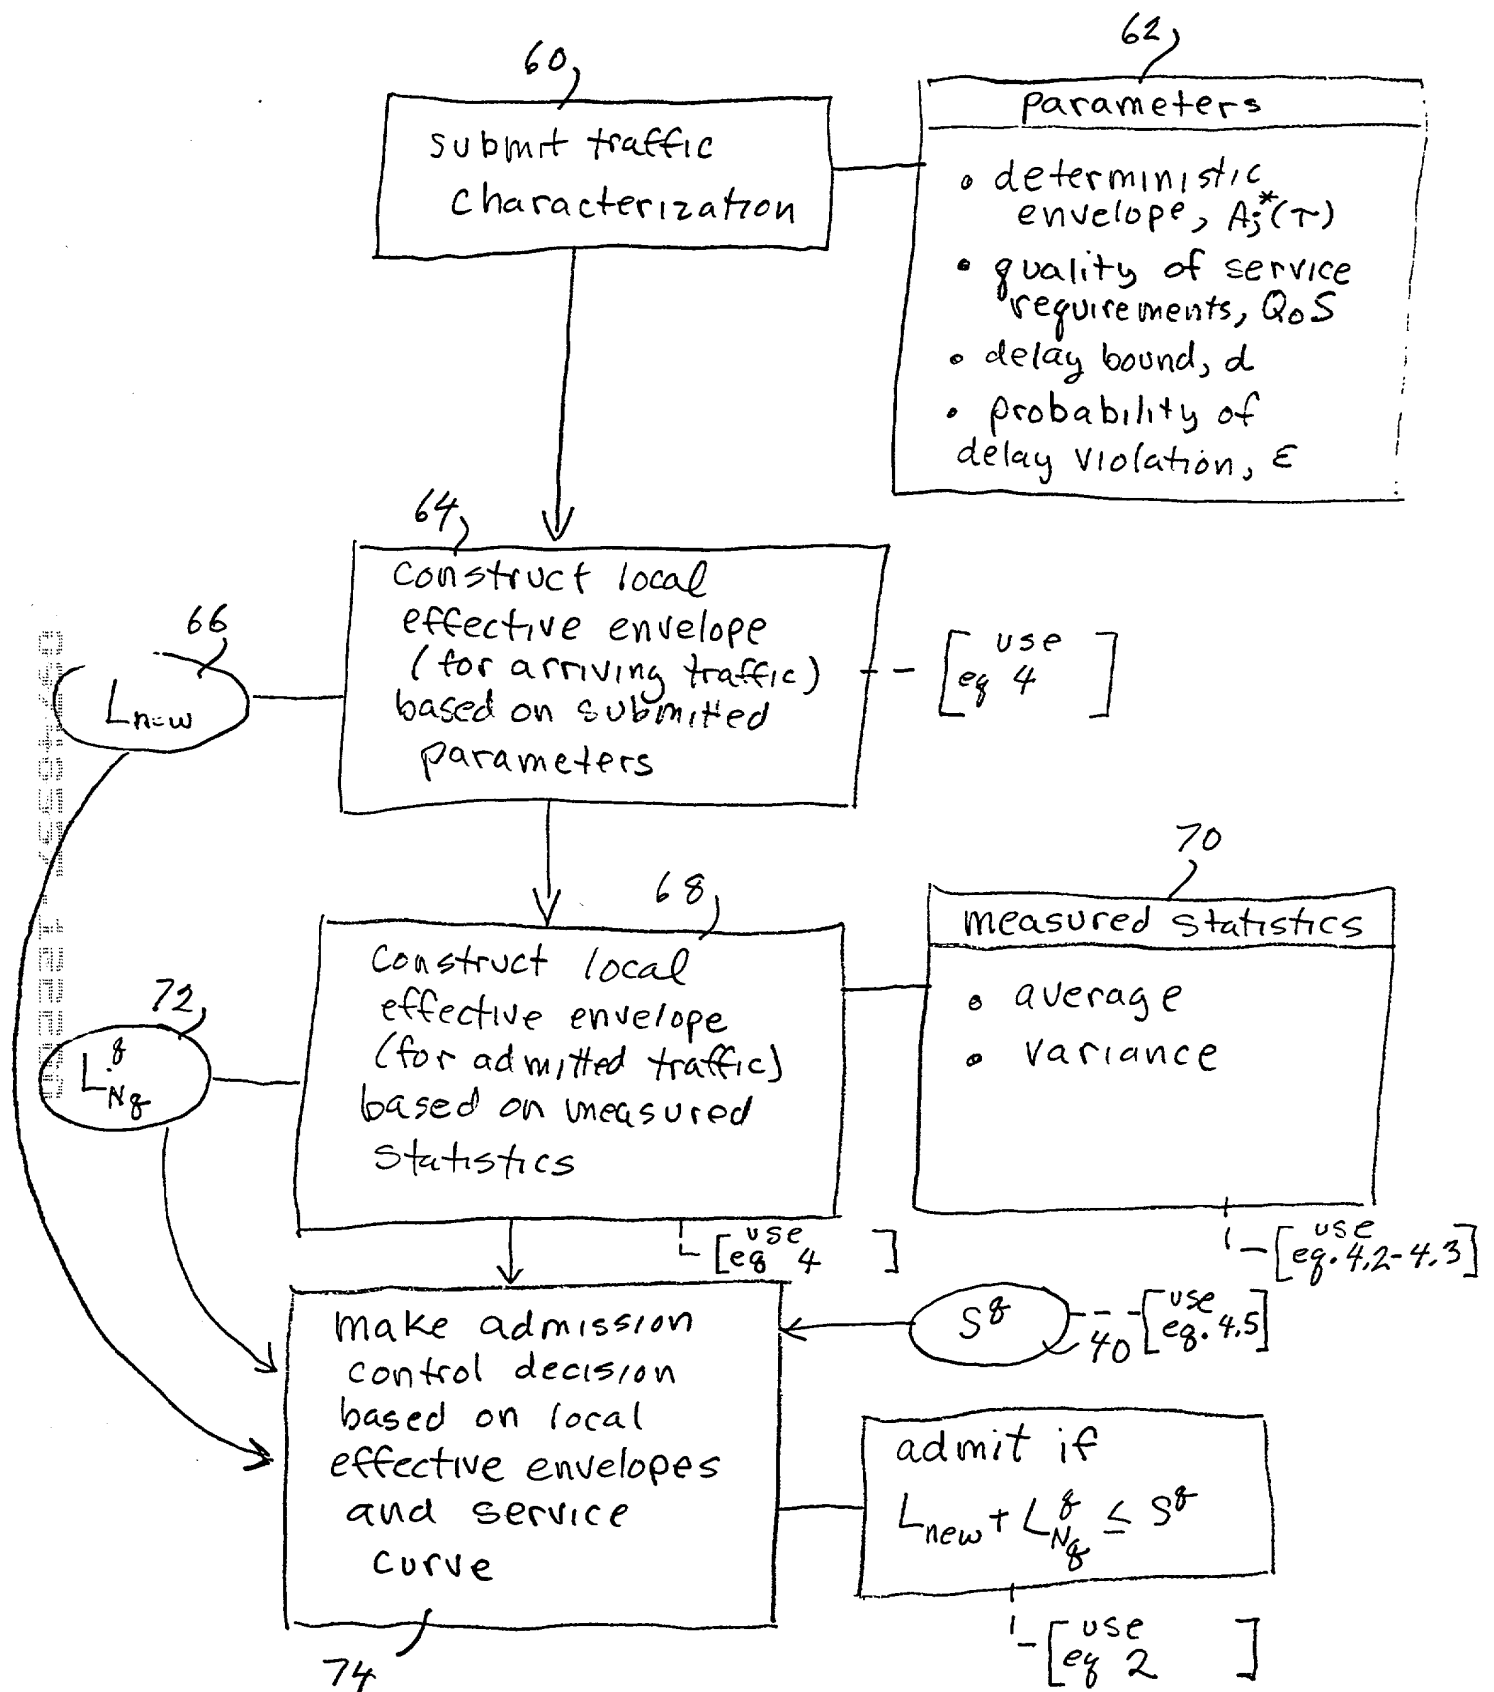 60
submit traffic
characterization
62
parameters
• deterministic
envelope, Aj*(τ)
• quality of service
requirements, QoS
• delay bound, d
• probability of
delay violation, ε
64
construct local
effective envelope
(for arriving traffic)
based on submitted
parameters
[use
eq 4]
66
Lnew
68
construct local
effective envelope
(for admitted traffic)
based on measured
statistics
[use
eq 4]
70
measured statistics
• average
• variance
[use
eq. 4.2-4.3]
72
L^q_Nq
make admission
control decision
based on local
effective envelopes
and service
curve
74
S^q
40
[use
eq. 4.5]
admit if
Lnew + L^q_Nq ≤ S^q
[use
eq 2]